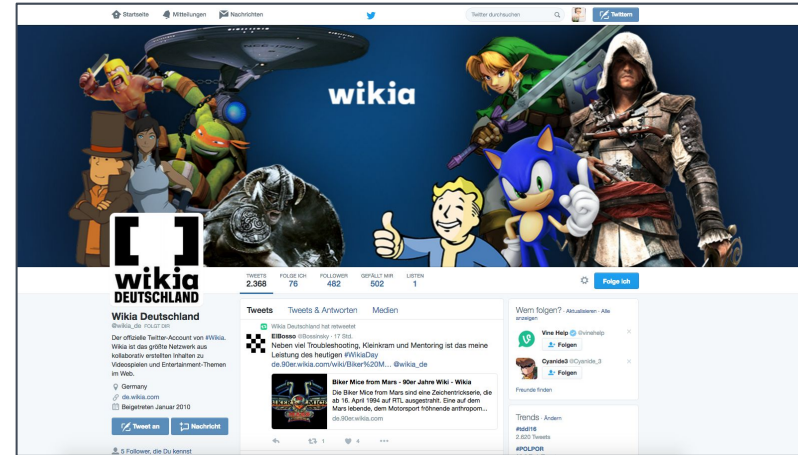 Startseite Mitteilungen Nachrichten Twitter durchsuchen Twittern
wikia
[ ]
wikia
DEUTSCHLAND
TWEETS FOLGE ICH FOLLOWER GEFÄLLT MIR LISTEN
2.368 76 482 502 1
Folge ich
Wikia Deutschland
@wikia_de FOLGT DIR
Der offizielle Twitter-Account von #Wikia.
Wikia ist das größte Netzwerk aus
kollaborativ erstellten Inhalten zu
Videospielen und Entertainment-Themen
im Web.
Germany
de.wikia.com
Beigetreten Januar 2010
Tweet an Nachricht
5 Follower, die Du kennst
Tweets Tweets & Antworten Medien
Wikia Deutschland hat retweetet
ElBosso @Bossinsky · 17 Std.
Neben viel Troubleshooting, Kleinkram und Mentoring ist das meine
Leistung des heutigen #WikiaDay
de.90er.wikia.com/wiki/Biker%20M... @wikia_de
BIKER MICE
Biker Mice from Mars - 90er Jahre Wiki - Wikia
Die Biker Mice from Mars sind eine Zeichentrickserie, die
ab 16. April 1994 auf RTL ausgestrahlt. Eine auf dem
Mars lebende, dem Motorsport fröhnende anthropom...
de.90er.wikia.com
1 4
Wem folgen? · Aktualisieren · Alle
anzeigen
Vine Help @vinehelp
Folgen
Cyanide3 @Cyanide_3
Folgen
Freunde finden
Trends · Ändern
#tddl16
2.620 Tweets
#POLPOR